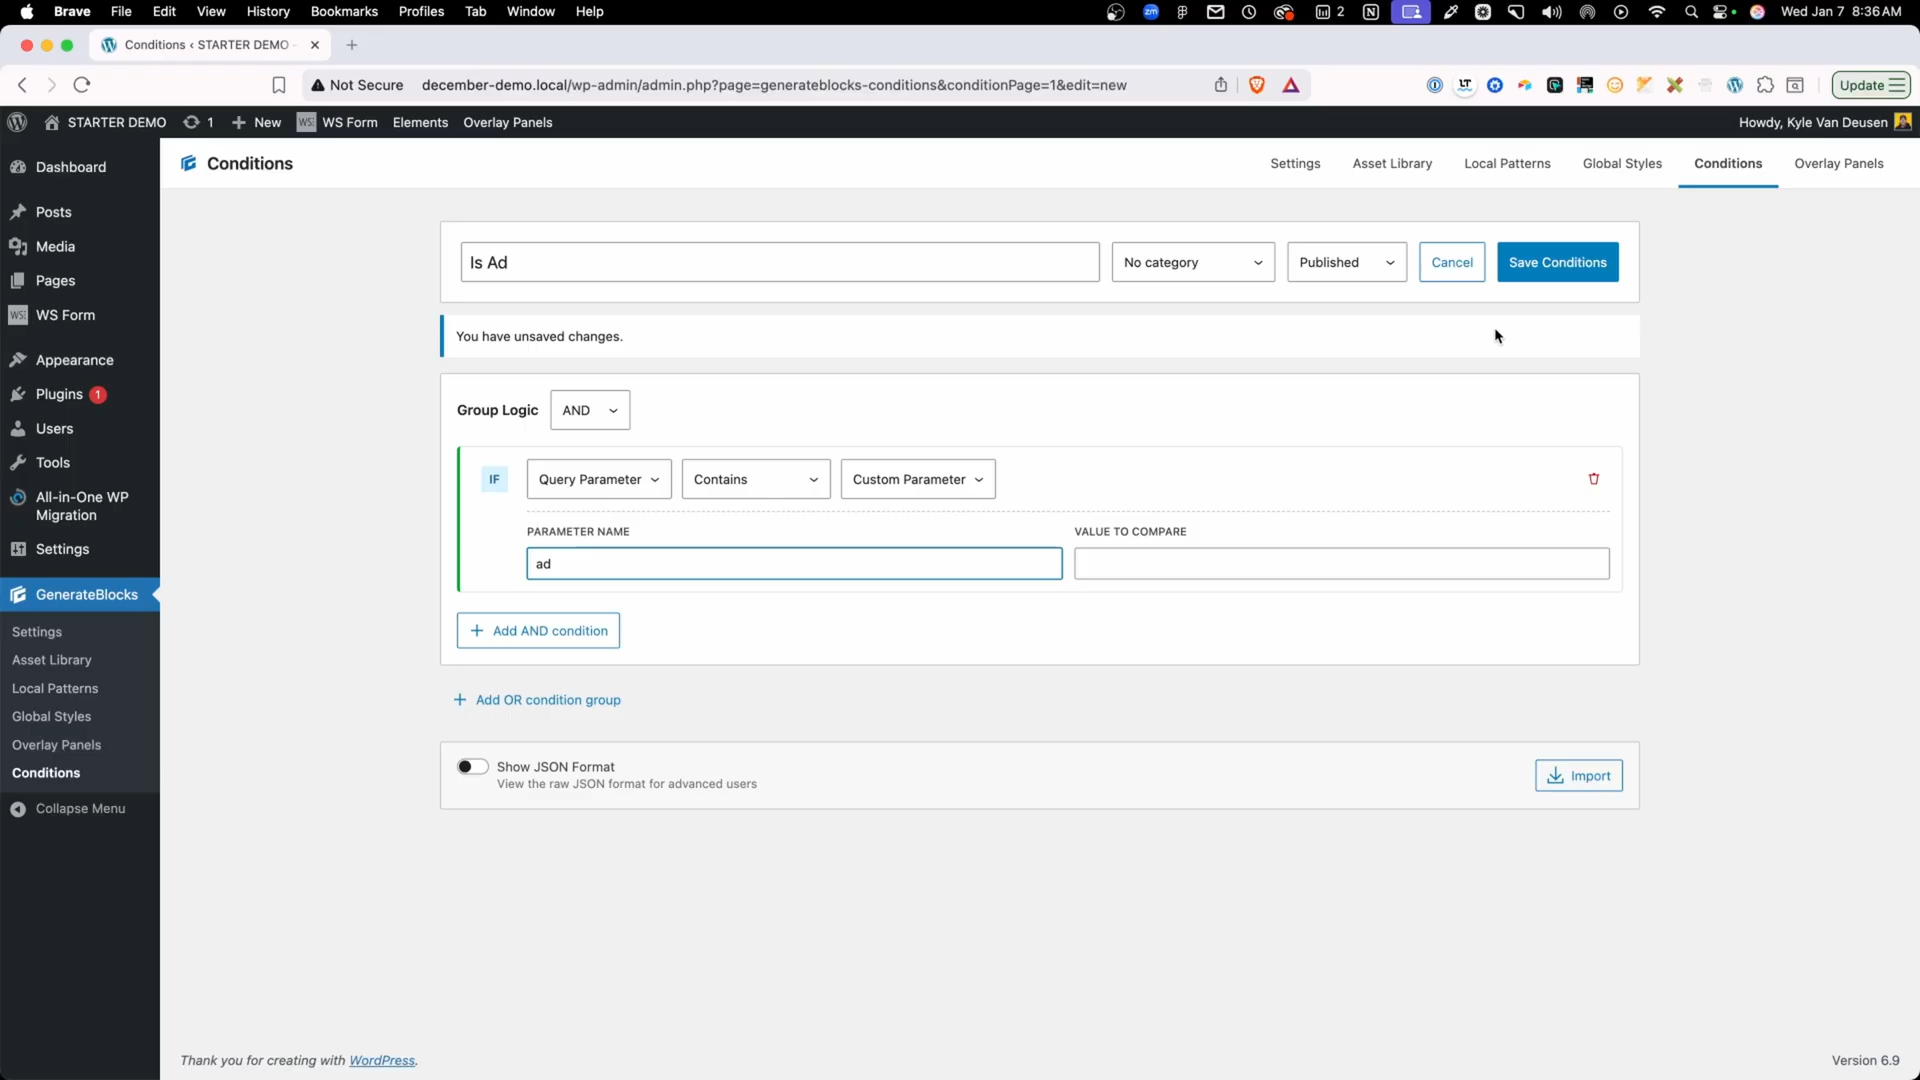 Brave File Edit View History Bookmarks Profiles Tab Window Help 2 Wed Jan 7 8:36 AM
Conditions ‹ STARTER DEMO
Not Secure december-demo.local/wp-admin/admin.php?page=generateblocks-conditions&conditionPage=1&edit=new Update
STARTER DEMO 1 New WS Form Elements Overlay Panels Howdy, Kyle Van Deusen
Dashboard
Posts
Media
Pages
WS Form
Appearance
Plugins 1
Users
Tools
All-in-One WP
Migration
Settings
GenerateBlocks
Settings
Asset Library
Local Patterns
Global Styles
Overlay Panels
Conditions
Collapse Menu
Conditions Settings Asset Library Local Patterns Global Styles Conditions Overlay Panels
Is Ad No category Published Cancel Save Conditions
You have unsaved changes.
Group Logic AND
IF Query Parameter Contains Custom Parameter
PARAMETER NAME VALUE TO COMPARE
ad
Add AND condition
Add OR condition group
Show JSON Format
View the raw JSON format for advanced users
Import
Thank you for creating with WordPress. Version 6.9